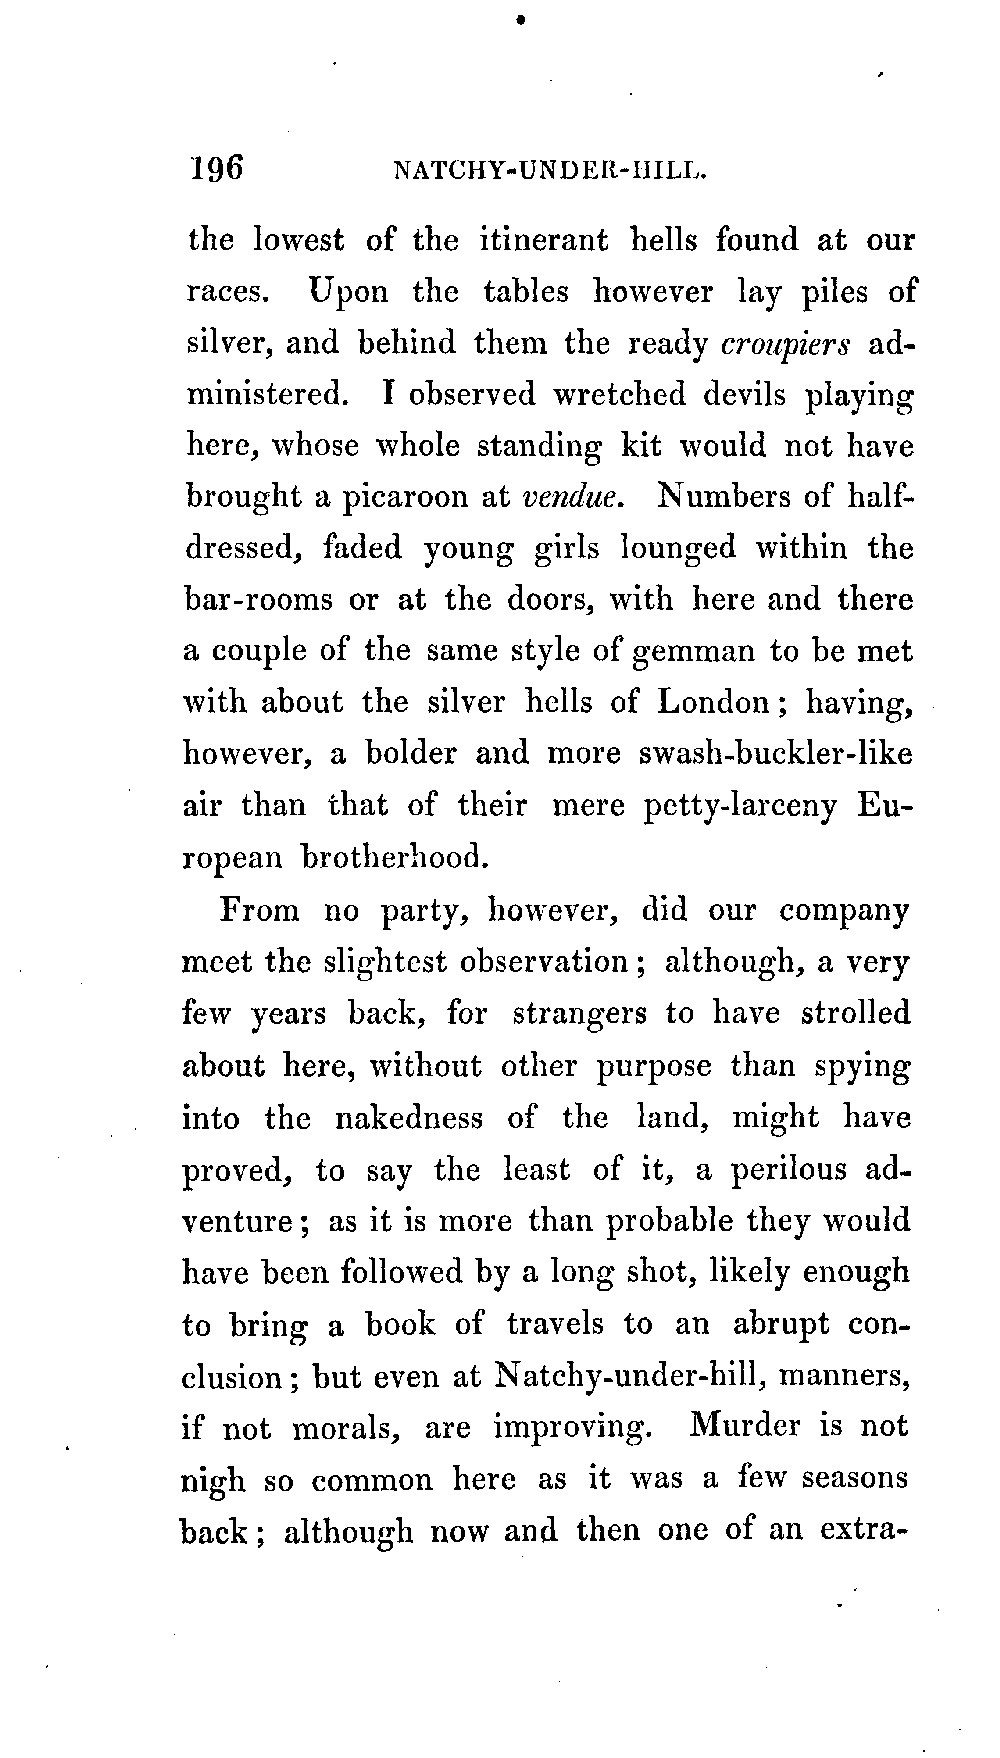 196 NATCHY-UNDER-HILL.
the lowest of the itinerant hells found at our
races. Upon the tables however lay piles of
silver, and behind them the ready croupiers ad-
ministered. I observed wretched devils playing
here, whose whole standing kit would not have
brought a picaroon at vendue. Numbers of half-
dressed, faded young girls lounged within the
bar-rooms or at the doors, with here and there
a couple of the same style of gemman to be met
with about the silver hells of London; having,
however, a bolder and more swash-buckler-like
air than that of their mere petty-larceny Eu-
ropean brotherhood.
From no party, however, did our company
meet the slightest observation; although, a very
few years back, for strangers to have strolled
about here, without other purpose than spying
into the nakedness of the land, might have
proved, to say the least of it, a perilous ad-
venture; as it is more than probable they would
have been followed by a long shot, likely enough
to bring a book of travels to an abrupt con-
clusion; but even at Natchy-under-hill, manners,
if not morals, are improving. Murder is not
nigh so common here as it was a few seasons
back; although now and then one of an extra-